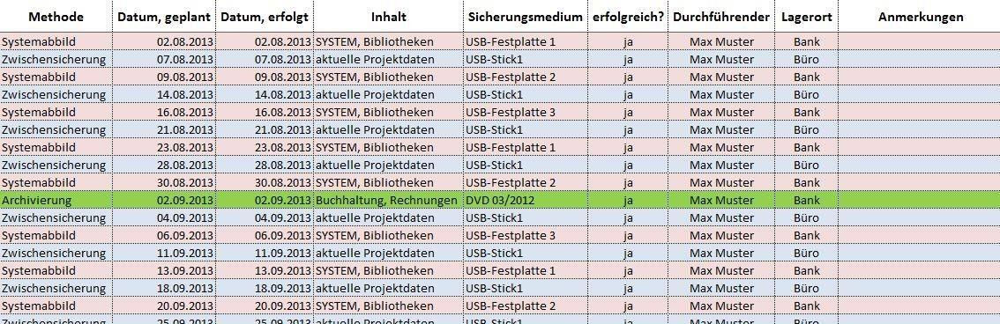 Methode Datum, geplant Datum, erfolgt Inhalt Sicherungsmedium erfolgreich? Durchführender Lagerort Anmerkungen
Systemabbild 02.08.2013 02.08.2013 SYSTEM, Bibliotheken USB-Festplatte 1 ja Max Muster Bank
Zwischensicherung 07.08.2013 07.08.2013 aktuelle Projektdaten USB-Stick1 ja Max Muster Büro
Systemabbild 09.08.2013 09.08.2013 SYSTEM, Bibliotheken USB-Festplatte 2 ja Max Muster Bank
Zwischensicherung 14.08.2013 14.08.2013 aktuelle Projektdaten USB-Stick1 ja Max Muster Büro
Systemabbild 16.08.2013 16.08.2013 SYSTEM, Bibliotheken USB-Festplatte 3 ja Max Muster Bank
Zwischensicherung 21.08.2013 21.08.2013 aktuelle Projektdaten USB-Stick1 ja Max Muster Büro
Systemabbild 23.08.2013 23.08.2013 SYSTEM, Bibliotheken USB-Festplatte 1 ja Max Muster Bank
Zwischensicherung 28.08.2013 28.08.2013 aktuelle Projektdaten USB-Stick1 ja Max Muster Büro
Systemabbild 30.08.2013 30.08.2013 SYSTEM, Bibliotheken USB-Festplatte 2 ja Max Muster Bank
Archivierung 02.09.2013 02.09.2013 Buchhaltung, Rechnungen DVD 03/2012 ja Max Muster Bank
Zwischensicherung 04.09.2013 04.09.2013 aktuelle Projektdaten USB-Stick1 ja Max Muster Büro
Systemabbild 06.09.2013 06.09.2013 SYSTEM, Bibliotheken USB-Festplatte 3 ja Max Muster Bank
Zwischensicherung 11.09.2013 11.09.2013 aktuelle Projektdaten USB-Stick1 ja Max Muster Büro
Systemabbild 13.09.2013 13.09.2013 SYSTEM, Bibliotheken USB-Festplatte 1 ja Max Muster Bank
Zwischensicherung 18.09.2013 18.09.2013 aktuelle Projektdaten USB-Stick1 ja Max Muster Büro
Systemabbild 20.09.2013 20.09.2013 SYSTEM, Bibliotheken USB-Festplatte 2 ja Max Muster Bank
Zwischensicherung 25.09.2013 25.09.2013 aktuelle Projektdaten USB-Stick1 ja Max Muster Büro